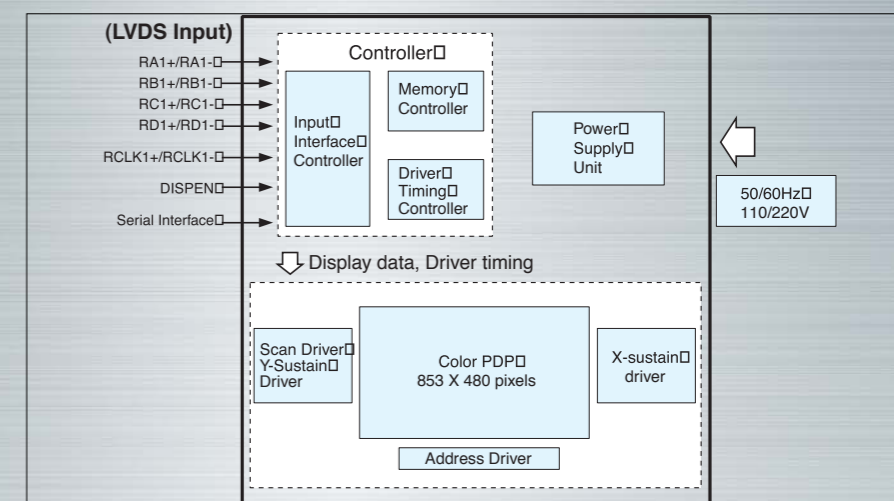 (LVDS Input)
RA1+/RA1-
RB1+/RB1-
RC1+/RC1-
RD1+/RD1-
RCLK1+/RCLK1-
DISPEN
Serial Interface
Controller
Input
Interface
Controller
Memory
Controller
Driver
Timing
Controller
Power
Supply
Unit
50/60Hz
110/220V
Display data, Driver timing
Scan Driver
Y-Sustain
Driver
Color PDP
853 X 480 pixels
X-sustain
driver
Address Driver